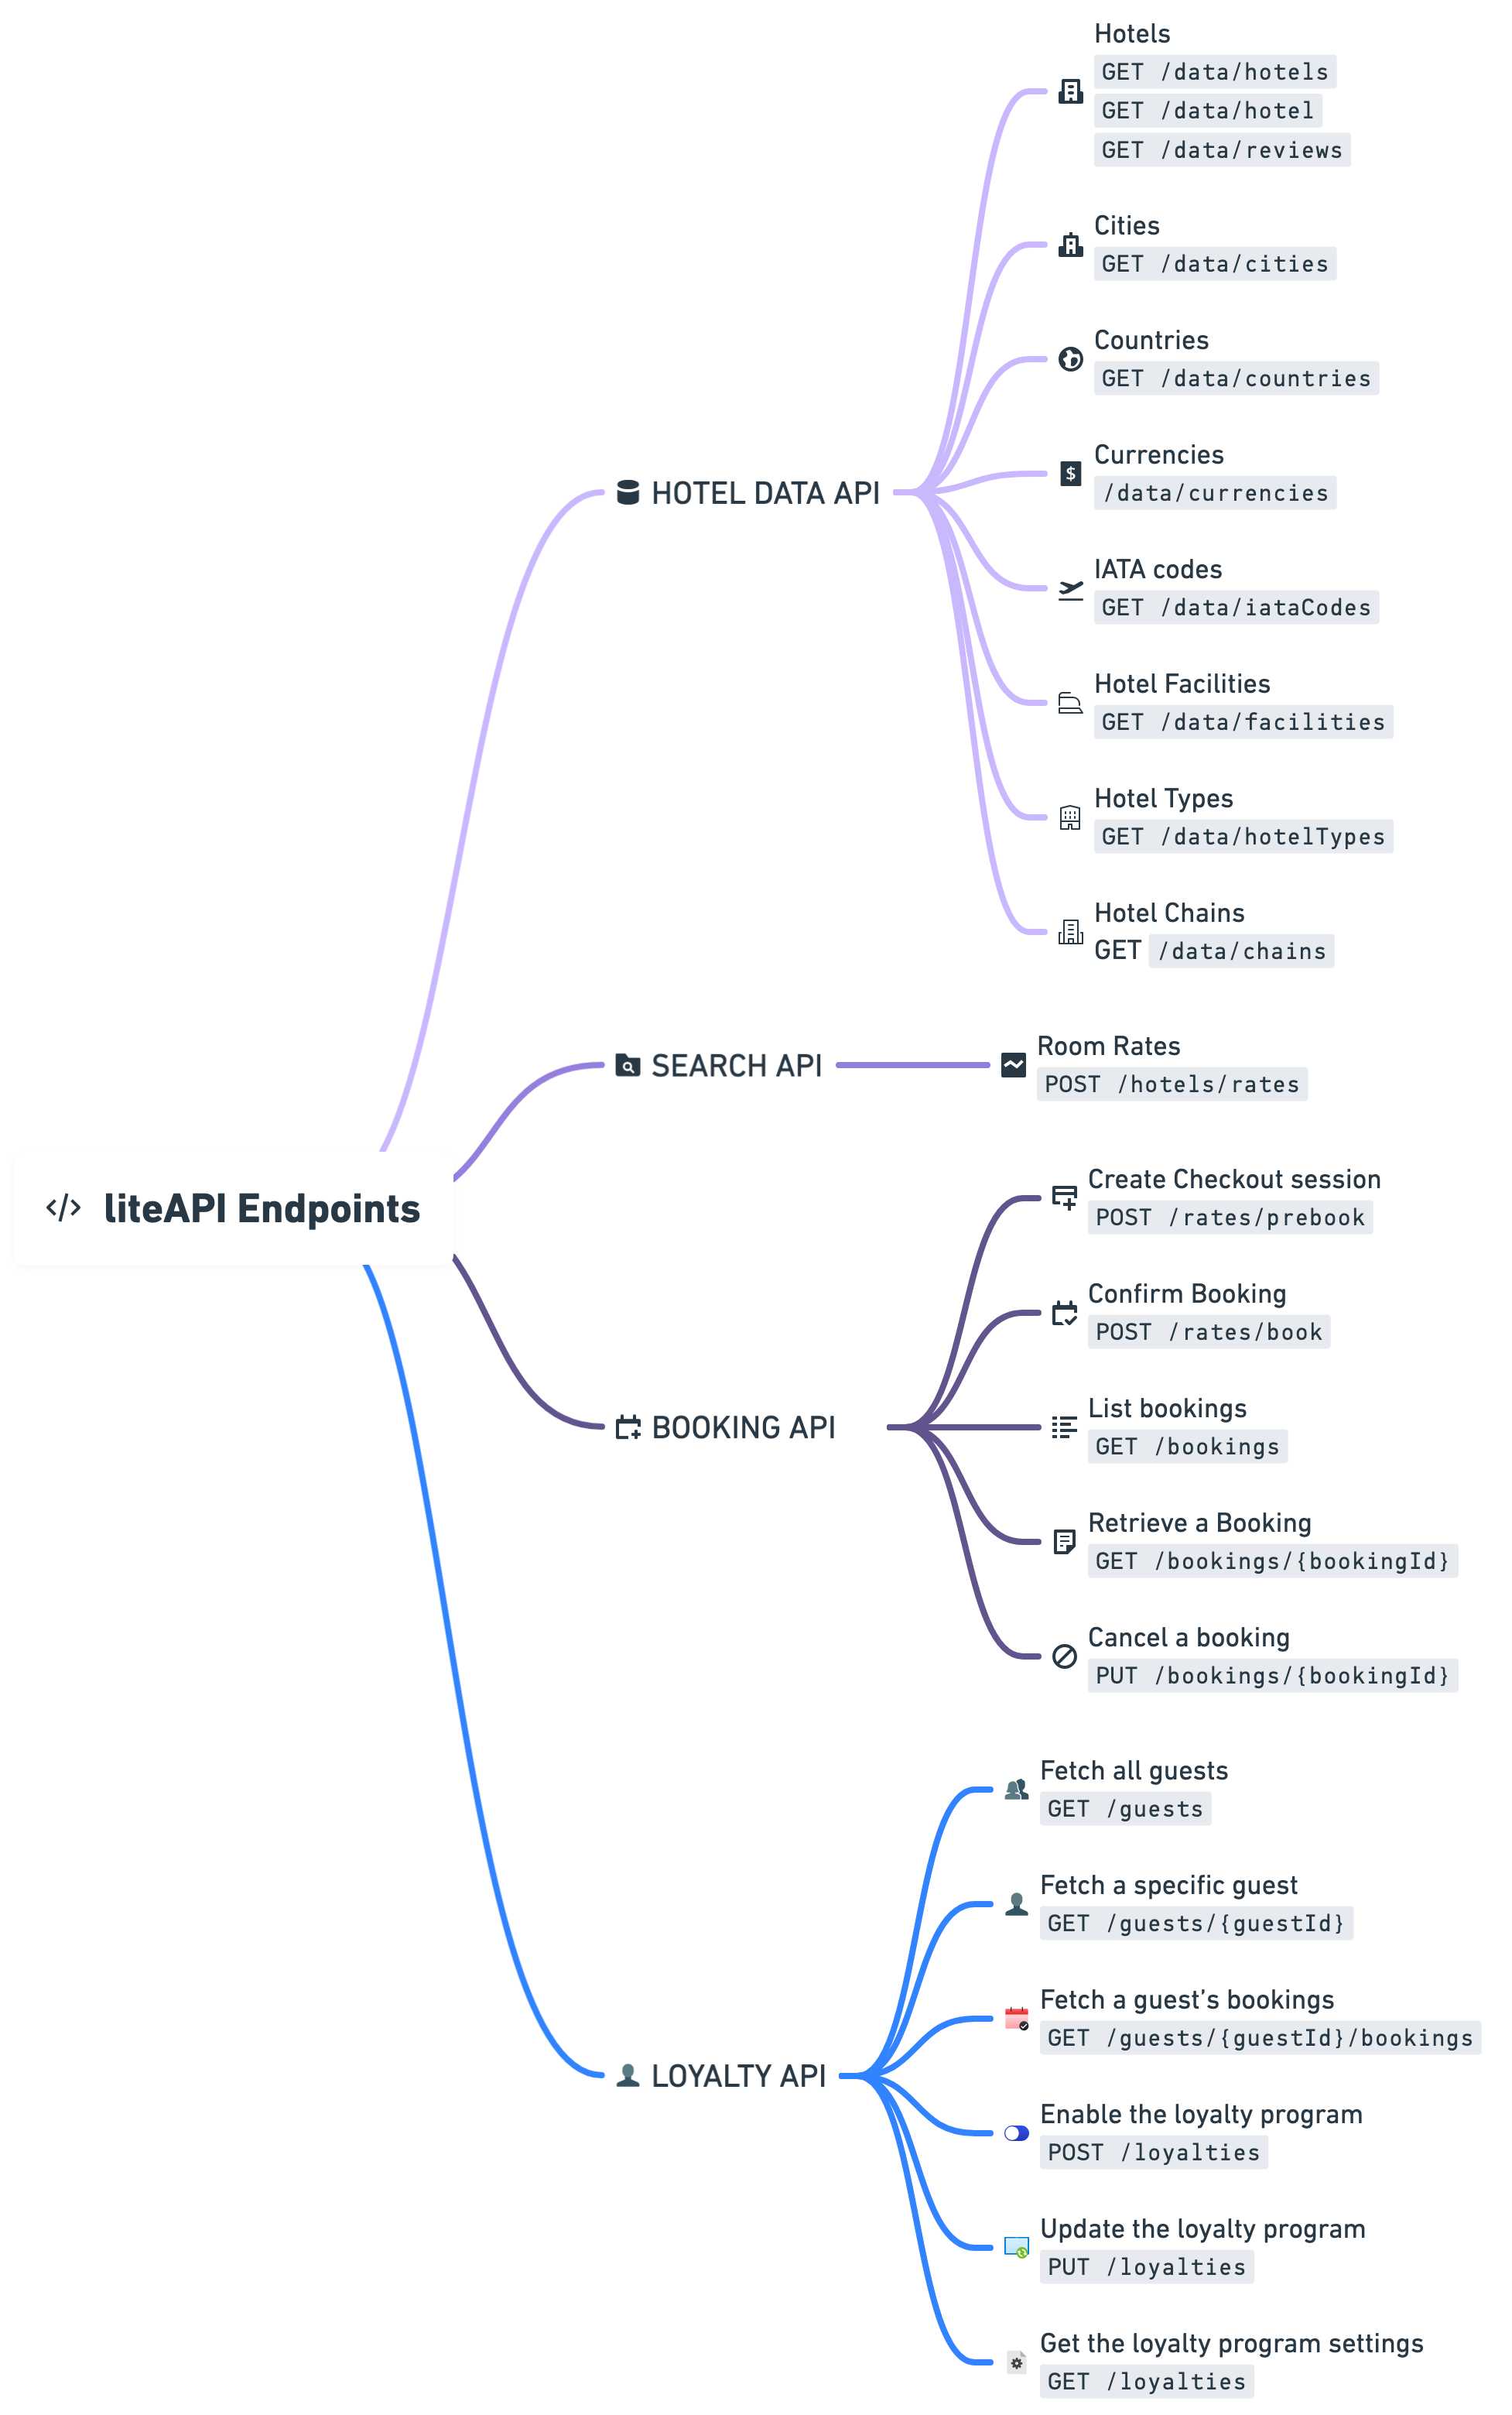 Hotels
GET /data/hotels
GET /data/hotel
GET /data/reviews
Cities
GET /data/cities
Countries
GET /data/countries
Currencies
/data/currencies
HOTEL DATA API
IATA codes
GET /data/iataCodes
Hotel Facilities
GET /data/facilities
Hotel Types
GET /data/hotelTypes
Hotel Chains
GET /data/chains
SEARCH API
Room Rates
POST /hotels/rates
liteAPI Endpoints
Create Checkout session
POST /rates/prebook
Confirm Booking
POST /rates/book
BOOKING API
List bookings
GET /bookings
Retrieve a Booking
GET /bookings/{bookingId}
Cancel a booking
PUT /bookings/{bookingId}
Fetch all guests
GET /guests
Fetch a specific guest
GET /guests/{guestId}
Fetch a guest’s bookings
GET /guests/{guestId}/bookings
LOYALTY API
Enable the loyalty program
POST /loyalties
Update the loyalty program
PUT /loyalties
Get the loyalty program settings
GET /loyalties